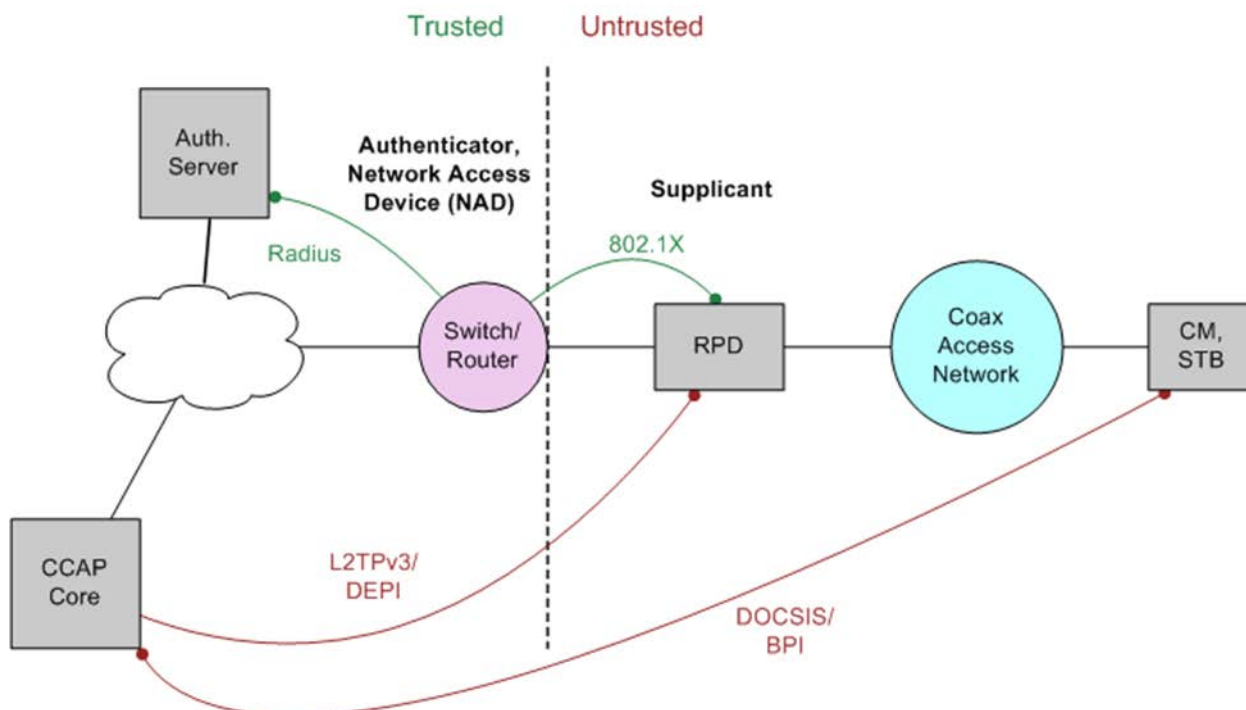 Trusted
Untrusted
Auth.
Server
Authenticator,
Network Access
Device (NAD)
Supplicant
Radius
802.1X
Switch/
Router
RPD
Coax
Access
Network
CM,
STB
CCAP
Core
L2TPv3/
DEPI
DOCSIS/
BPI